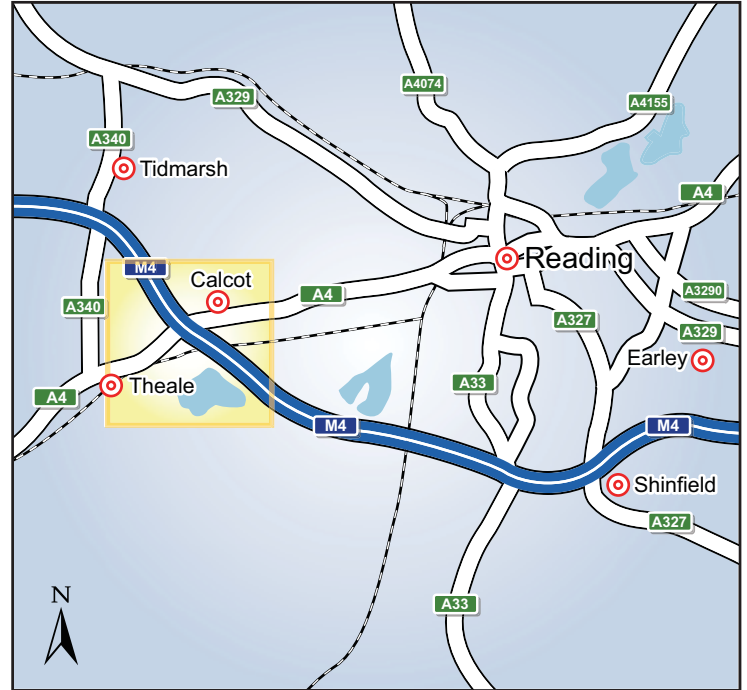 A4074
A329
A4155
A340
Tidmarsh
A4
Reading
M4
Calcot
A4
A3290
A340
A327
A329
Earley
A33
Theale
A4
M4
M4
Shinfield
A327
N
A33